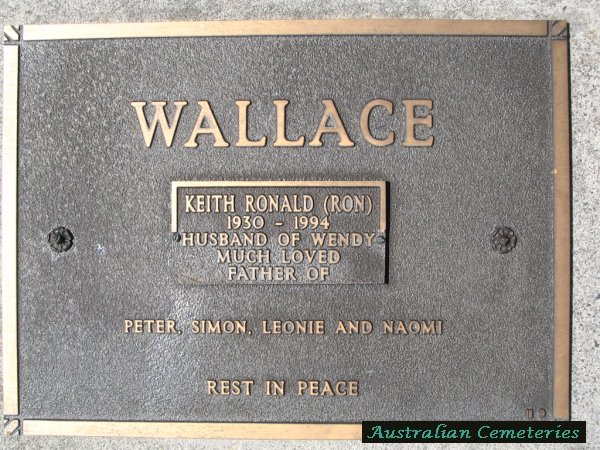 WALLACE
KEITH RONALD (RON)
1930 - 1994
HUSBAND OF WENDY
MUCH LOVED
FATHER OF
PETER, SIMON, LEONIE AND NAOMI
REST IN PEACE
Australian Cemeteries